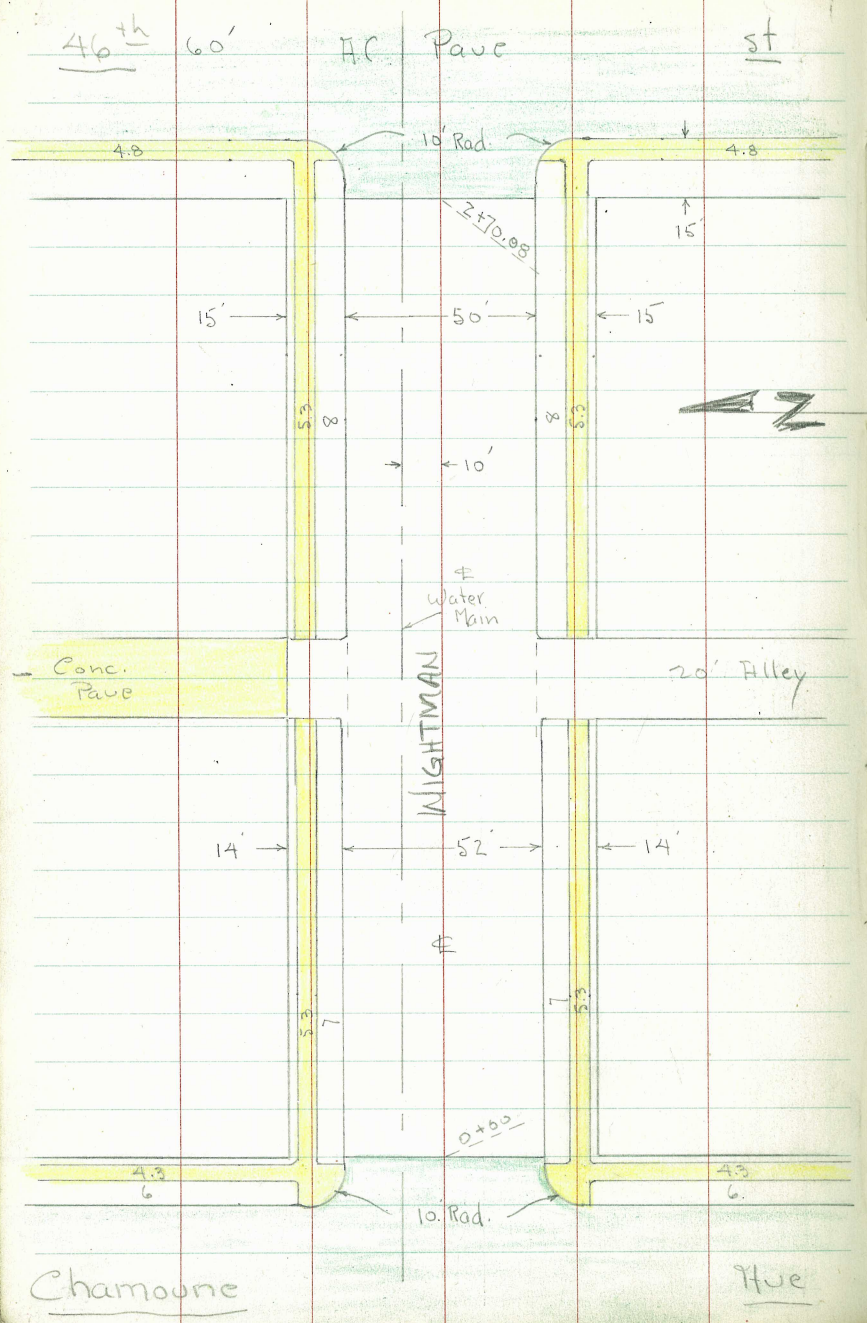 46th 60' AC Pave st
10' Rad.
4.8 4.8
2+70.08
15'
15' 50' 15
5.3 8 8 5.3
N
10'
℄
Water
Main
Conc.
Pave
20' Alley
WIGHTMAN
14' 52' 14'
℄
5.3 7 7 5.3
0+00
4.3 4.3
6 6.
10' Rad.
Chamoune Ave